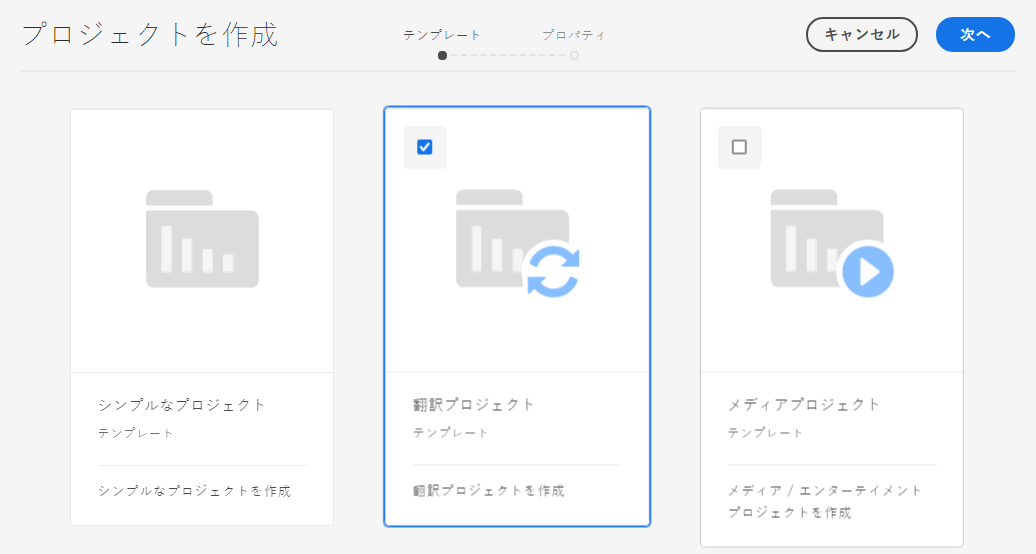 プロジェクトを作成
テンプレート
プロパティ
キャンセル
次へ
シンプルなプロジェクト
テンプレート
シンプルなプロジェクトを作成
翻訳プロジェクト
テンプレート
翻訳プロジェクトを作成
メディアプロジェクト
テンプレート
メディア / エンターテイメント
プロジェクトを作成